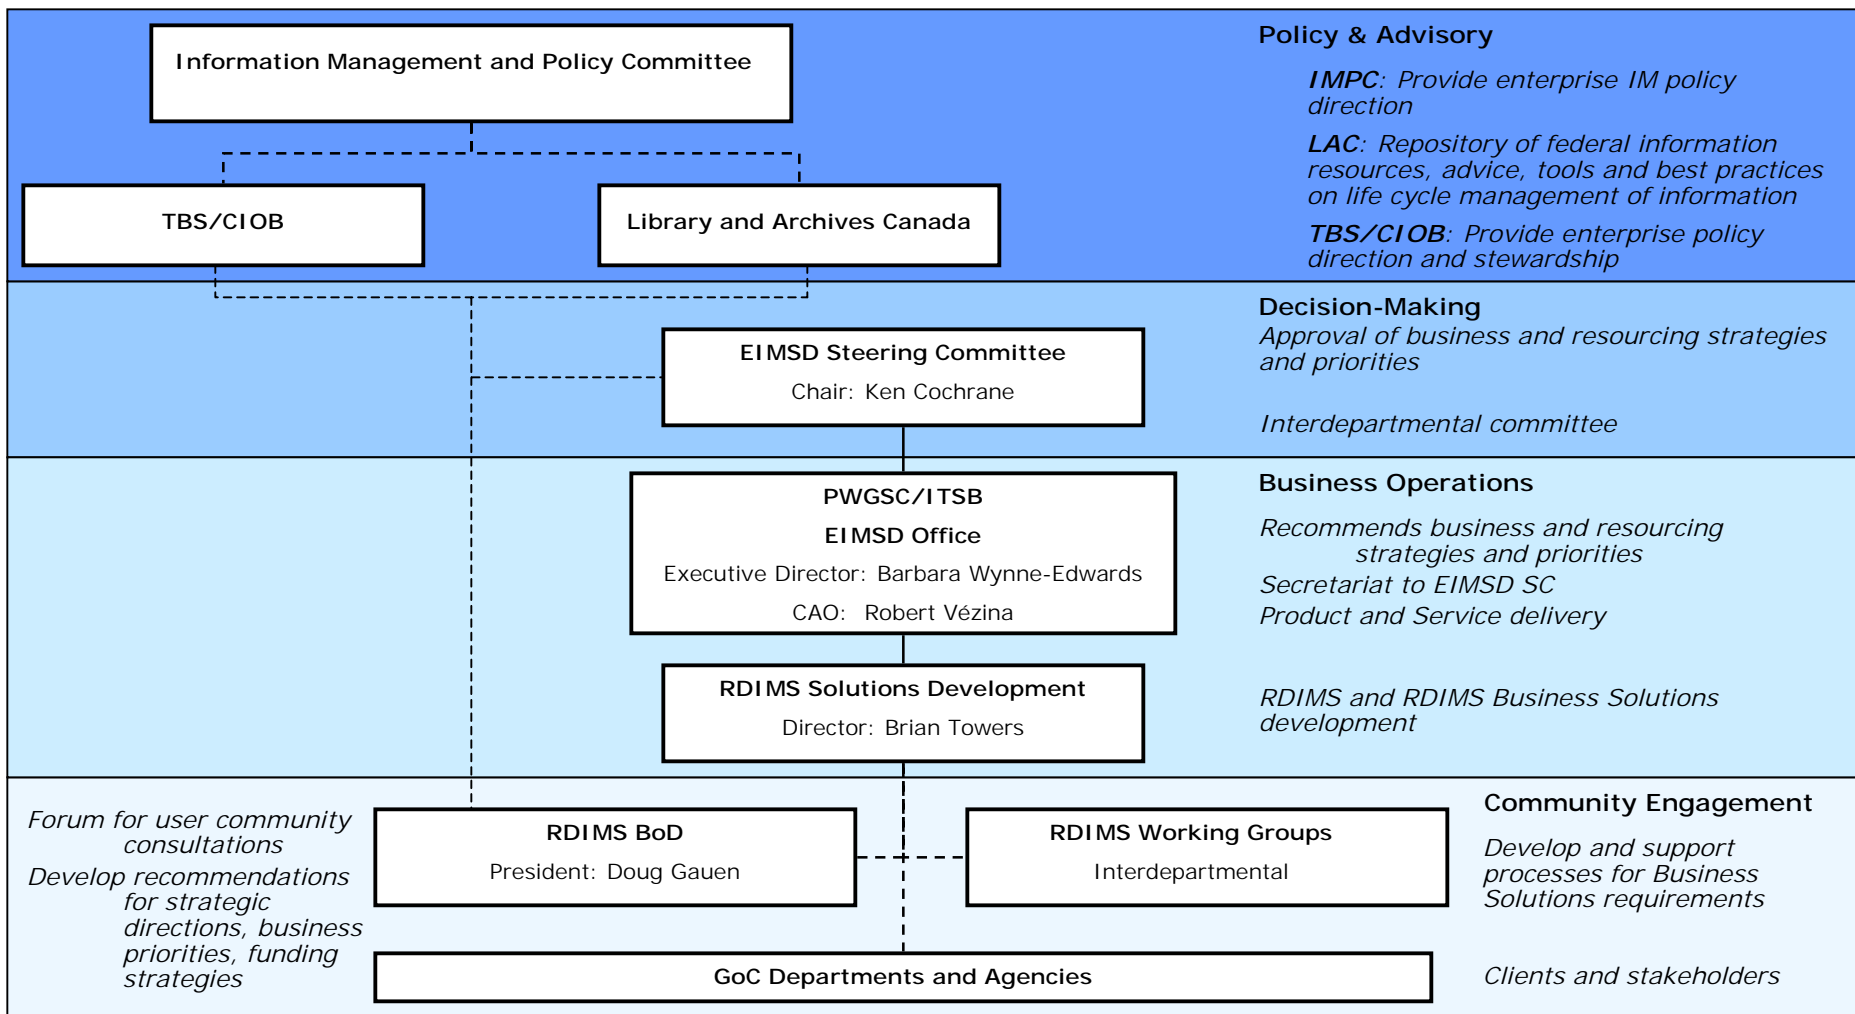 Information Management and Policy Committee
TBS/CIOB
Library and Archives Canada
Policy & Advisory
IMPC: Provide enterprise IM policy
direction
LAC: Repository of federal information
resources, advice, tools and best practices
on life cycle management of information
TBS/CIOB: Provide enterprise policy
direction and stewardship
EIMSD Steering Committee
Chair: Ken Cochrane
Decision-Making
Approval of business and resourcing strategies
and priorities
Interdepartmental committee
PWGSC/ITSB
EIMSD Office
Executive Director: Barbara Wynne-Edwards
CAO: Robert Vézina
RDIMS Solutions Development
Director: Brian Towers
Business Operations
Recommends business and resourcing
strategies and priorities
Secretariat to EIMSD SC
Product and Service delivery
RDIMS and RDIMS Business Solutions
development
Forum for user community
consultations
Develop recommendations
for strategic
directions, business
priorities, funding
strategies
RDIMS BoD
President: Doug Gauen
RDIMS Working Groups
Interdepartmental
GoC Departments and Agencies
Community Engagement
Develop and support
processes for Business
Solutions requirements
Clients and stakeholders